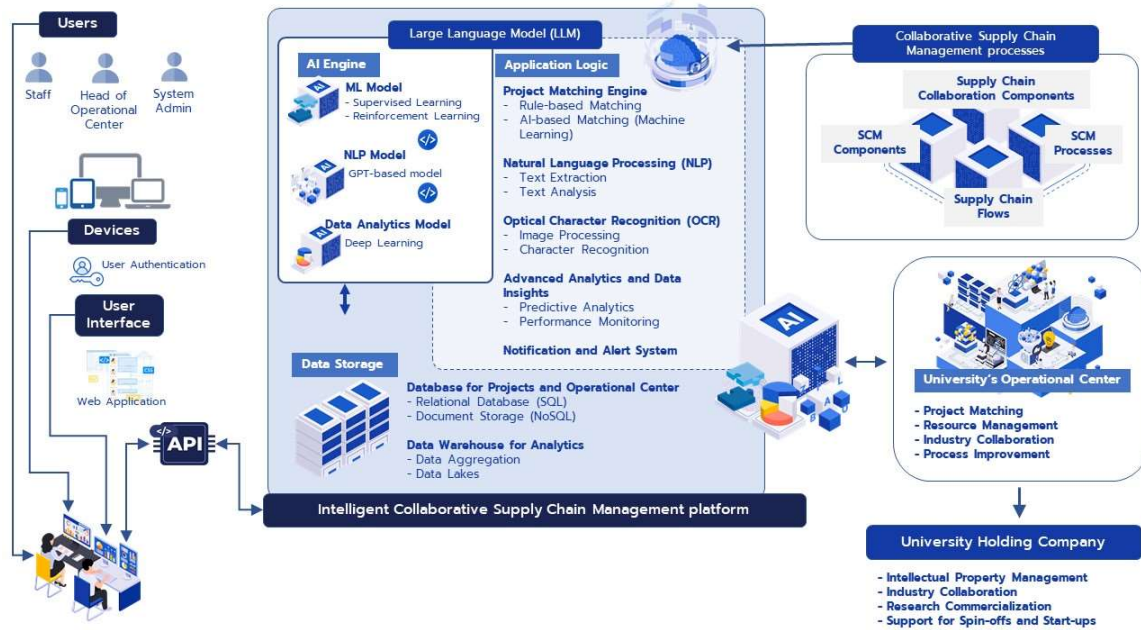 Users
Staff
Head of
Operational
Center
System
Admin
Devices
User Authentication
User
Interface
Web Application
</>
API
Large Language Model (LLM)
AI Engine
AI
ML Model
- Supervised Learning
- Reinforcement Learning
</>
AI
NLP Model
GPT-based model
</>
AI
Data Analytics Model
Deep Learning
Application Logic
Project Matching Engine
- Rule-based Matching
- AI-based Matching (Machine
Learning)
Natural Language Processing (NLP)
- Text Extraction
- Text Analysis
Optical Character Recognition (OCR)
- Image Processing
- Character Recognition
Advanced Analytics and Data
Insights
- Predictive Analytics
- Performance Monitoring
Notification and Alert System
Data Storage
Database for Projects and Operational Center
- Relational Database (SQL)
- Document Storage (NoSQL)
Data Warehouse for Analytics
- Data Aggregation
- Data Lakes
Intelligent Collaborative Supply Chain Management platform
AI
Collaborative Supply Chain
Management processes
Supply Chain
Collaboration Components
SCM
Components
SCM
Processes
Supply Chain
Flows
University's Operational Center
- Project Matching
- Resource Management
- Industry Collaboration
- Process Improvement
University Holding Company
- Intellectual Property Management
- Industry Collaboration
- Research Commercialization
- Support for Spin-offs and Start-ups